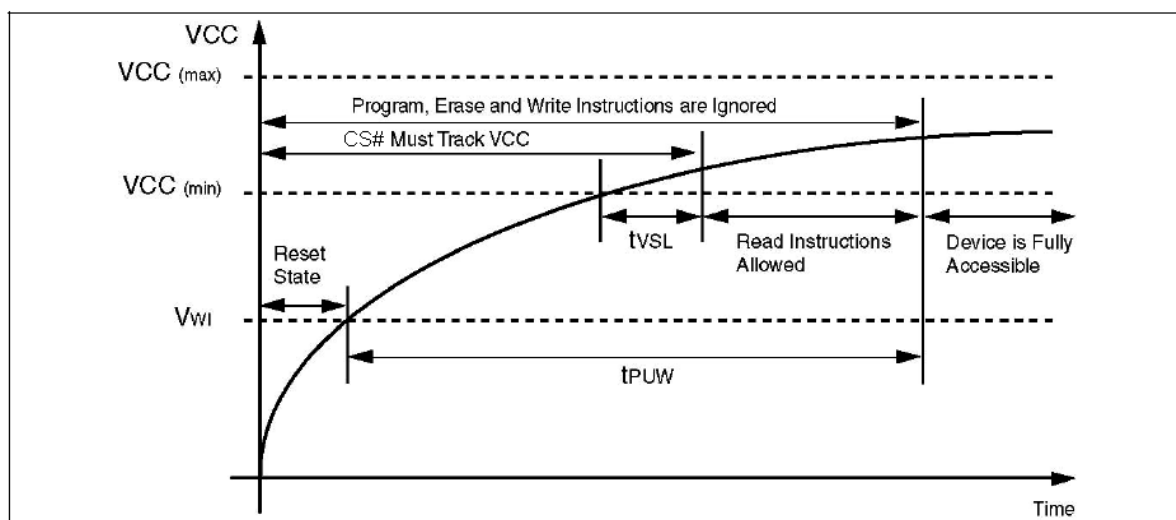 VCC
VCC (max)
Program, Erase and Write Instructions are Ignored
CS# Must Track VCC
VCC (min)
tVSL
Read Instructions
Allowed
Device is Fully
Accessible
Reset
State
VWI
tPUW
Time